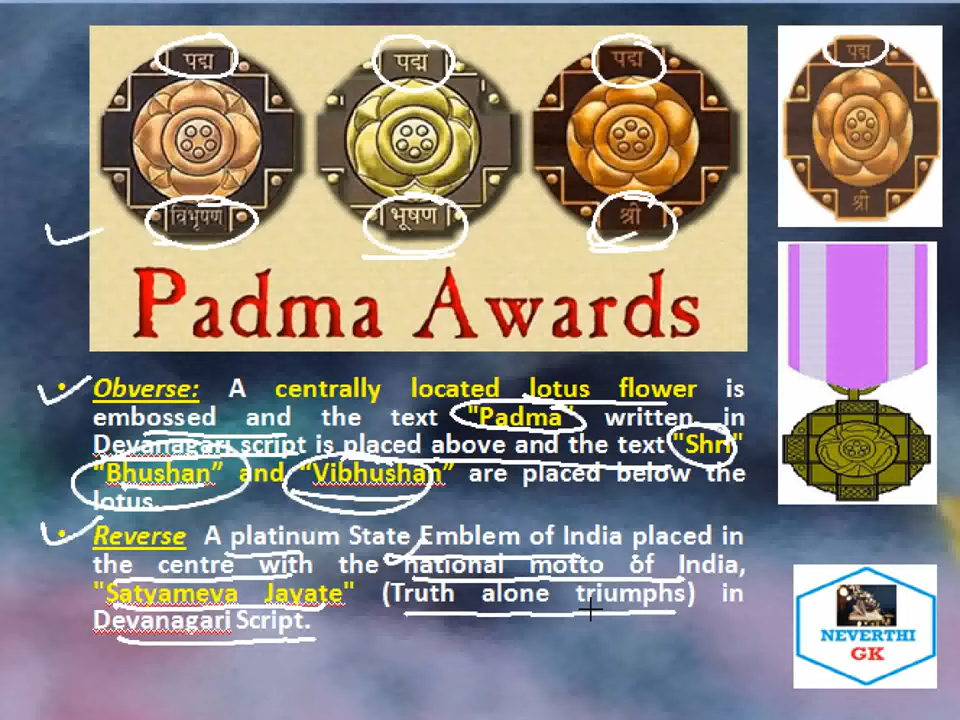 पद्म
पद्म
पद्म
पद्म
विभूषण
भूषण
श्री
श्री
Padma Awards
• Obverse: A centrally located lotus flower is
embossed and the text "Padma" written in
Devanagari script is placed above and the text "Shri"
"Bhushan" and "Vibhushan" are placed below the
lotus.
• Reverse A platinum State Emblem of India placed in
the centre with the national motto of India,
"Satyameva Jayate" (Truth alone triumphs) in
Devanagari Script.
NEVERTHI
GK